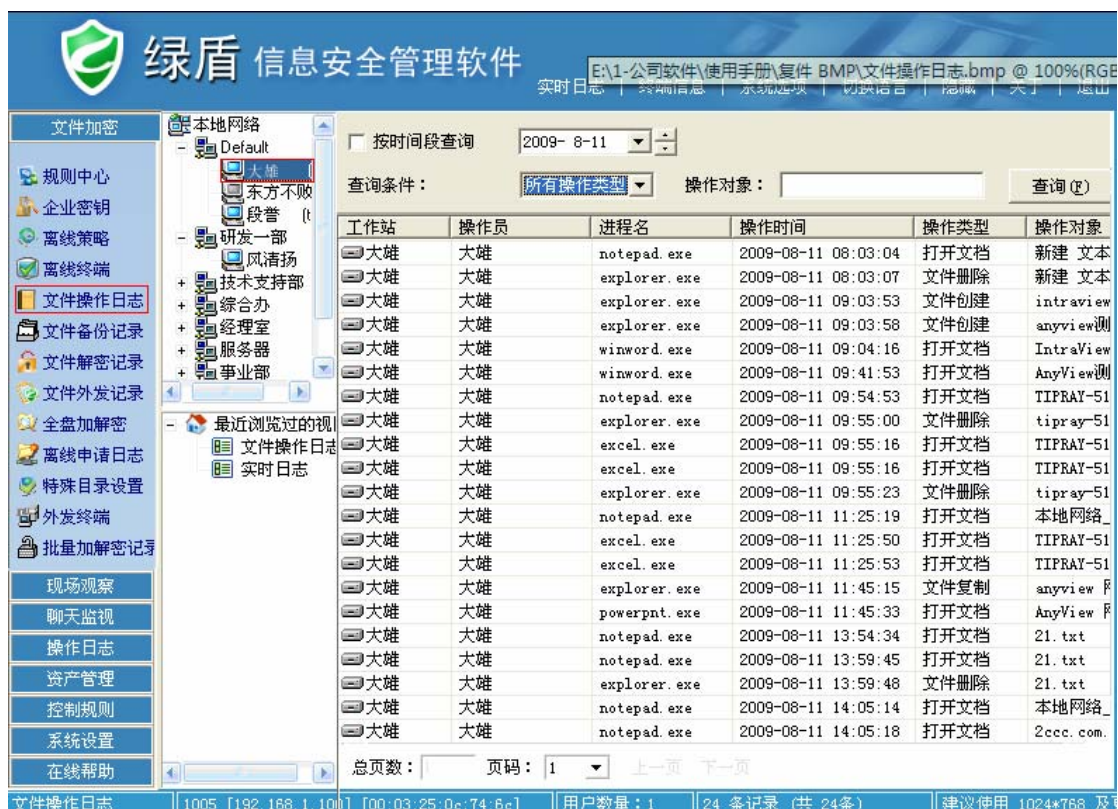 绿盾 信息安全管理软件
E:\1-公司软件\使用手册\复件 BMP\文件操作日志.bmp @ 100%(RGB
实时日志 | 终端信息 | 系统选项 | 切换语言 | 隐藏 | 关于 | 退出
文件加密
规则中心
企业密钥
离线策略
离线终端
文件操作日志
文件备份记录
文件解密记录
文件外发记录
全盘加解密
离线申请日志
特殊目录设置
外发终端
批量加解密记录
现场观察
聊天监视
操作日志
资产管理
控制规则
系统设置
在线帮助
本地网络
Default
大雄 (
东方不败
段誉 (t
研发一部
风清扬
技术支持部
综合办
经理室
服务器
事业部
最近浏览过的视
文件操作日志
实时日志
按时间段查询 2009- 8-11
查询条件： 所有操作类型 操作对象： 查询(F)
工作站 操作员 进程名 操作时间 操作类型 操作对象
大雄 大雄 notepad.exe 2009-08-11 08:03:04 打开文档 新建 文本
大雄 大雄 explorer.exe 2009-08-11 08:03:07 文件删除 新建 文本
大雄 大雄 explorer.exe 2009-08-11 09:03:53 文件创建 intraview
大雄 大雄 explorer.exe 2009-08-11 09:03:58 文件创建 anyview测
大雄 大雄 winword.exe 2009-08-11 09:04:16 打开文档 IntraView
大雄 大雄 winword.exe 2009-08-11 09:41:53 打开文档 AnyView测
大雄 大雄 notepad.exe 2009-08-11 09:54:53 打开文档 TIPRAY-51
大雄 大雄 explorer.exe 2009-08-11 09:55:00 文件删除 tipray-51
大雄 大雄 excel.exe 2009-08-11 09:55:16 打开文档 TIPRAY-51
大雄 大雄 excel.exe 2009-08-11 09:55:16 打开文档 TIPRAY-51
大雄 大雄 explorer.exe 2009-08-11 09:55:23 文件删除 tipray-51
大雄 大雄 notepad.exe 2009-08-11 11:25:19 打开文档 本地网络_
大雄 大雄 excel.exe 2009-08-11 11:25:50 打开文档 TIPRAY-51
大雄 大雄 excel.exe 2009-08-11 11:25:53 打开文档 TIPRAY-51
大雄 大雄 explorer.exe 2009-08-11 11:45:15 文件复制 anyview
大雄 大雄 powerpnt.exe 2009-08-11 11:45:33 打开文档 AnyView
大雄 大雄 notepad.exe 2009-08-11 13:54:34 打开文档 21.txt
大雄 大雄 notepad.exe 2009-08-11 13:59:45 打开文档 21.txt
大雄 大雄 explorer.exe 2009-08-11 13:59:48 文件删除 21.txt
大雄 大雄 notepad.exe 2009-08-11 14:05:14 打开文档 本地网络_
大雄 大雄 notepad.exe 2009-08-11 14:05:18 打开文档 2ccc.com.
总页数： 页码： 1 上一页 下一页
文件操作日志 1005 [192.168.1.100] [00:03:25:0c:74:6c] 用户数量：1 24 条记录 (共 24条) 建议使用 1024*768 及